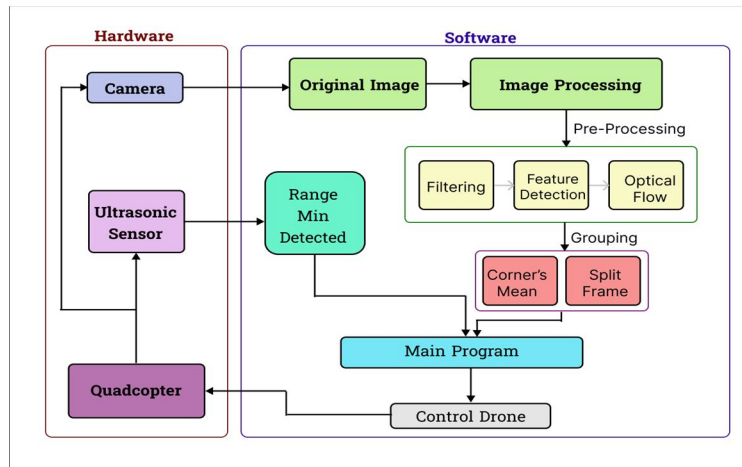 Hardware
Software
Camera
Original Image
Image Processing
Pre-Processing
Filtering
Feature
Detection
Optical
Flow
Ultrasonic
Sensor
Range
Min
Detected
Grouping
Corner's
Mean
Split
Frame
Main Program
Quadcopter
Control Drone